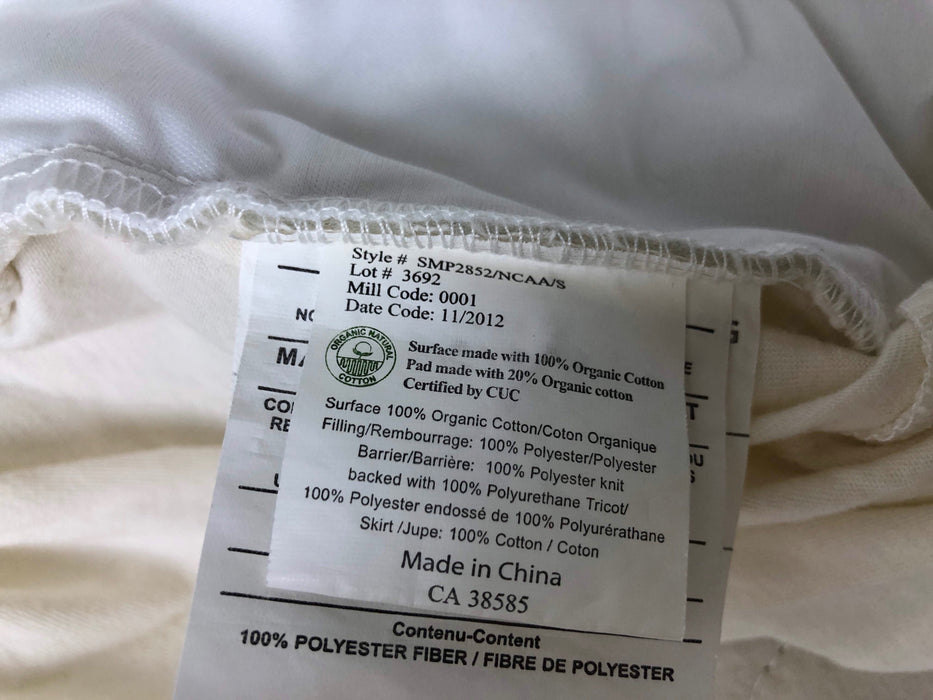 Style # SMP2852/NCAA/S
Lot # 3692
Mill Code: 0001
Date Code: 11/2012
ORGANIC NATURAL
COTTON
Surface made with 100% Organic Cotton
Pad made with 20% Organic cotton
Certified by CUC
Surface 100% Organic Cotton/Coton Organique
Filling/Rembourrage: 100% Polyester/Polyester
Barrier/Barrière: 100% Polyester knit
backed with 100% Polyurethane Tricot/
100% Polyester endossé de 100% Polyurérathane
Skirt /Jupe: 100% Cotton / Coton
Made in China
CA 38585
Contenu-Content
100% POLYESTER FIBER / FIBRE DE POLYESTER